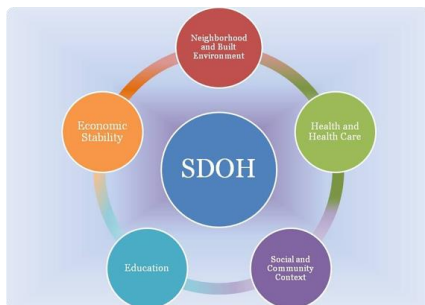 Neighborhood
and Built
Environment
Economic
Stability
Health and
Health Care
SDOH
Education
Social and
Community
Context